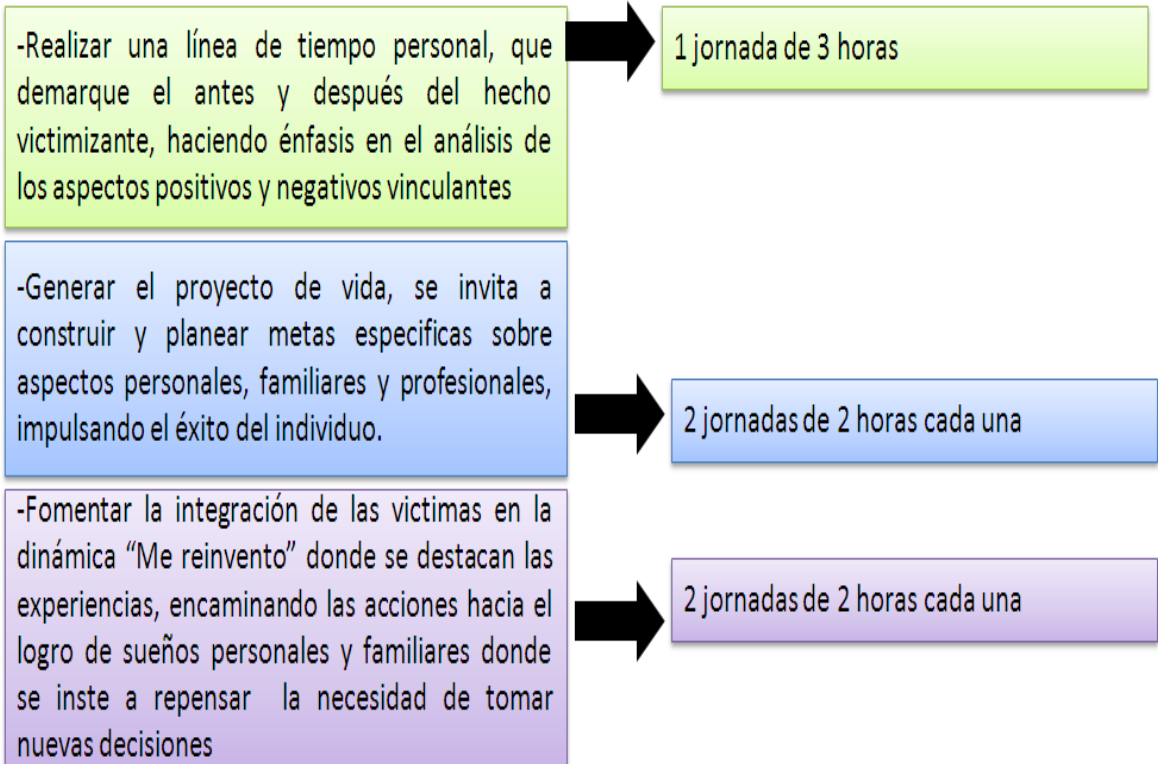 -Realizar una línea de tiempo personal, que
demarque el antes y después del hecho
victimizante, haciendo énfasis en el análisis de
los aspectos positivos y negativos vinculantes
1 jornada de 3 horas
-Generar el proyecto de vida, se invita a
construir y planear metas especificas sobre
aspectos personales, familiares y profesionales,
impulsando el éxito del individuo.
2 jornadas de 2 horas cada una
-Fomentar la integración de las victimas en la
dinámica “Me reinvento” donde se destacan las
experiencias, encaminando las acciones hacia el
logro de sueños personales y familiares donde
se inste a repensar la necesidad de tomar
nuevas decisiones
2 jornadas de 2 horas cada una